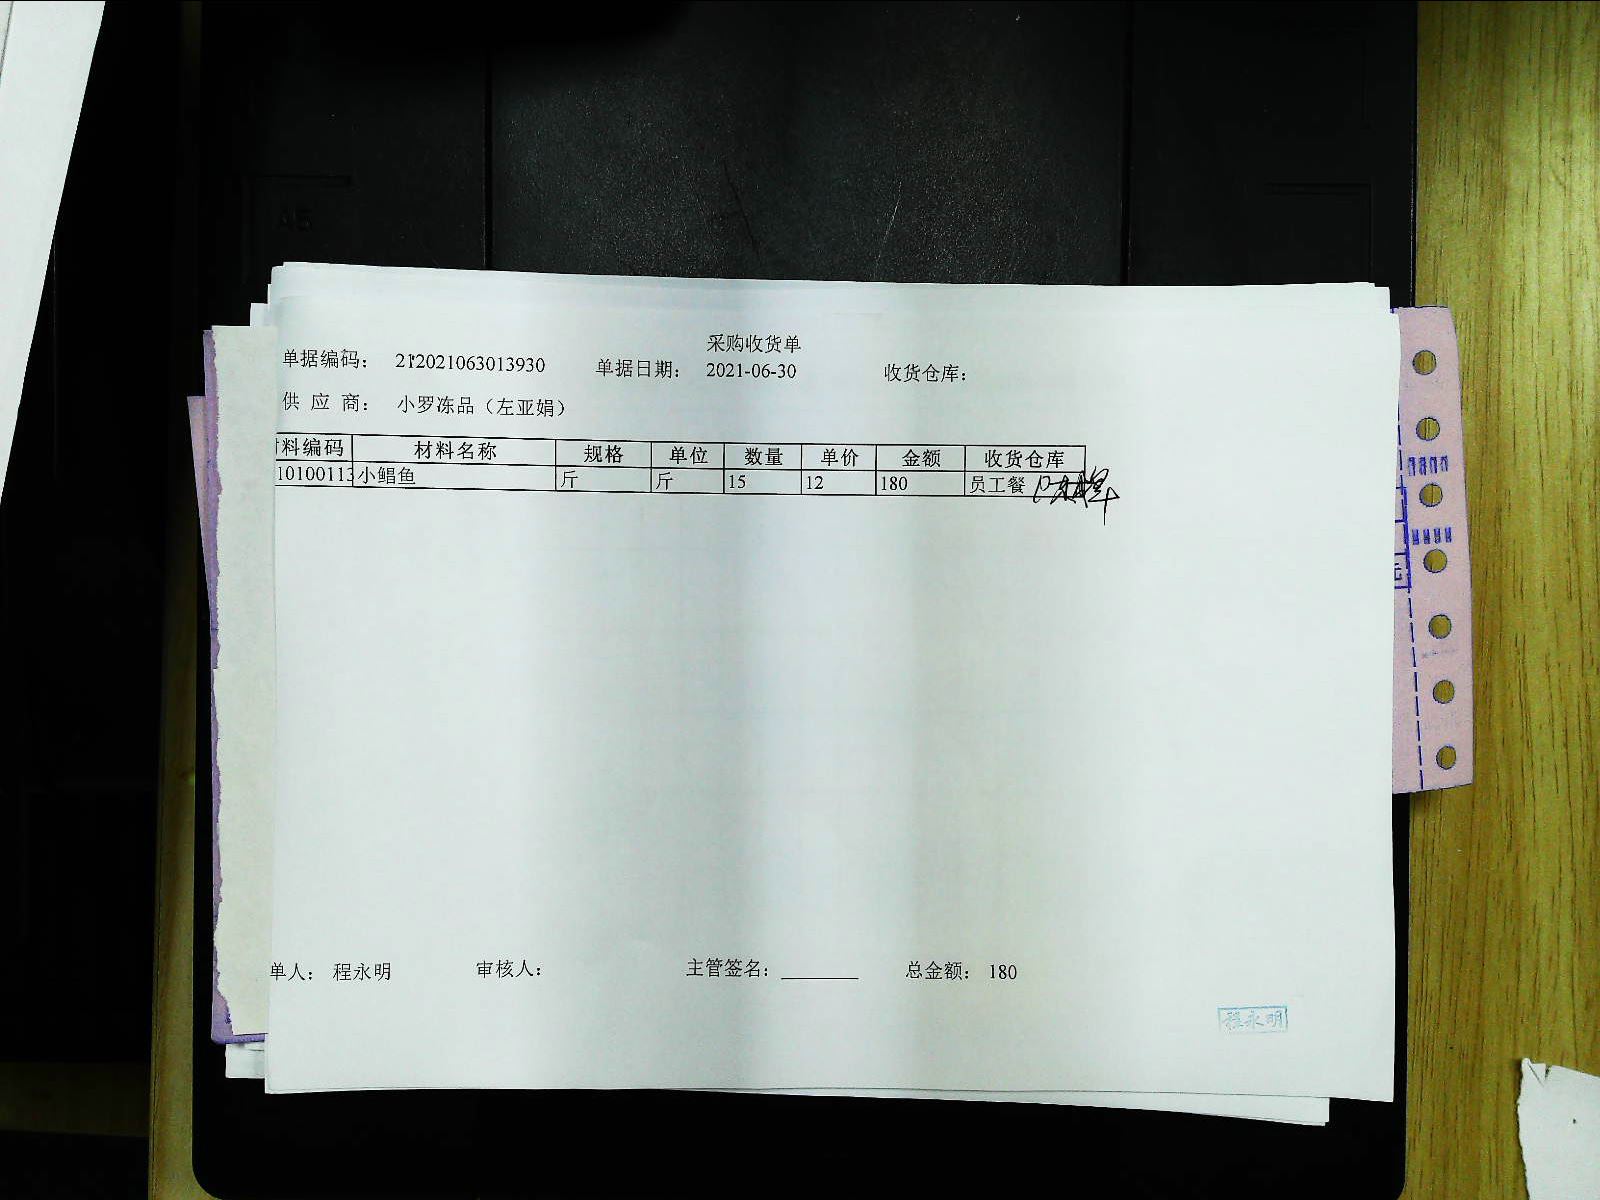 采购收货单
单据编码： 212021063013930 单据日期： 2021-06-30 收货仓库：
供 应 商： 小罗冻品（左亚娟）
料编码 材料名称 规格 单位 数量 单价 金额 收货仓库
10100113 小鲳鱼 斤 斤 15 12 180 员工餐
单人： 程永明 审核人： 主管签名： 总金额： 180
程永明